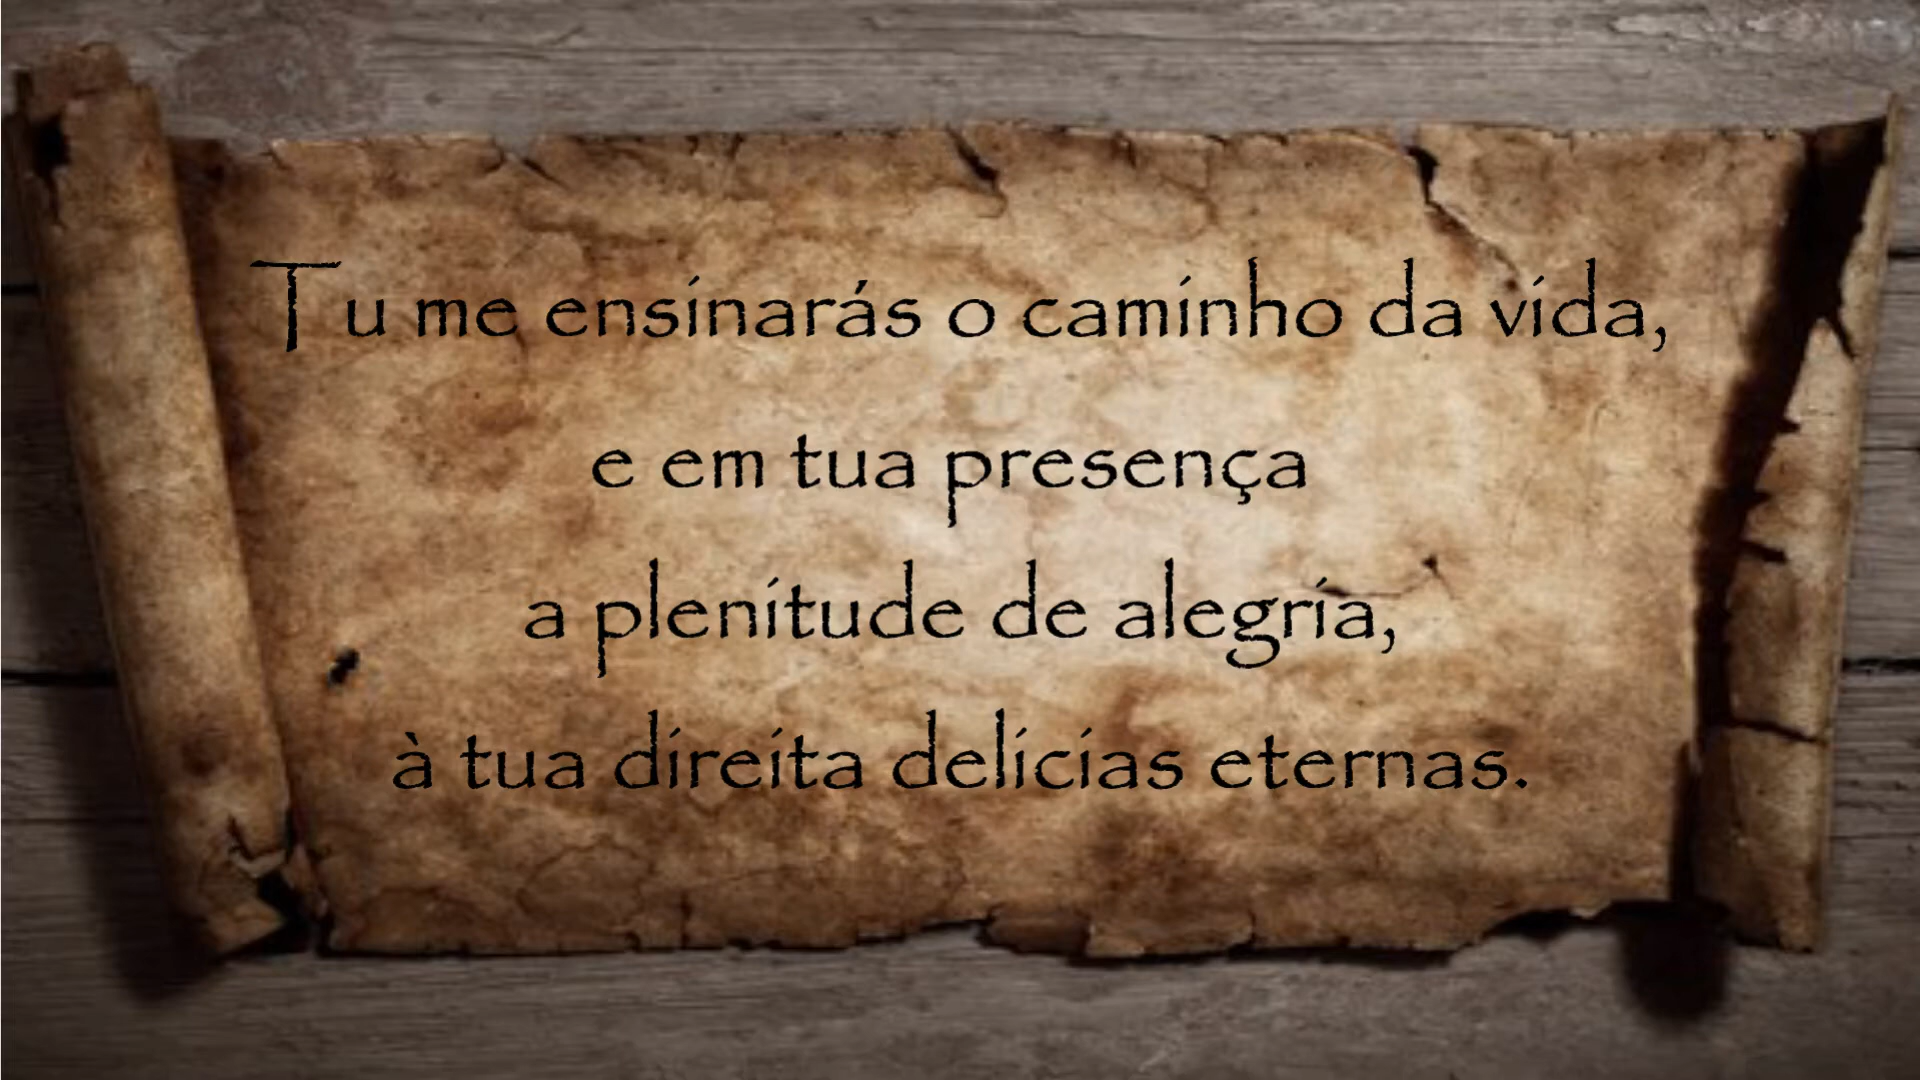 Tu me ensinarás o caminho da vida,
e em tua presença
a plenitude de alegria,
à tua direita delicias eternas.